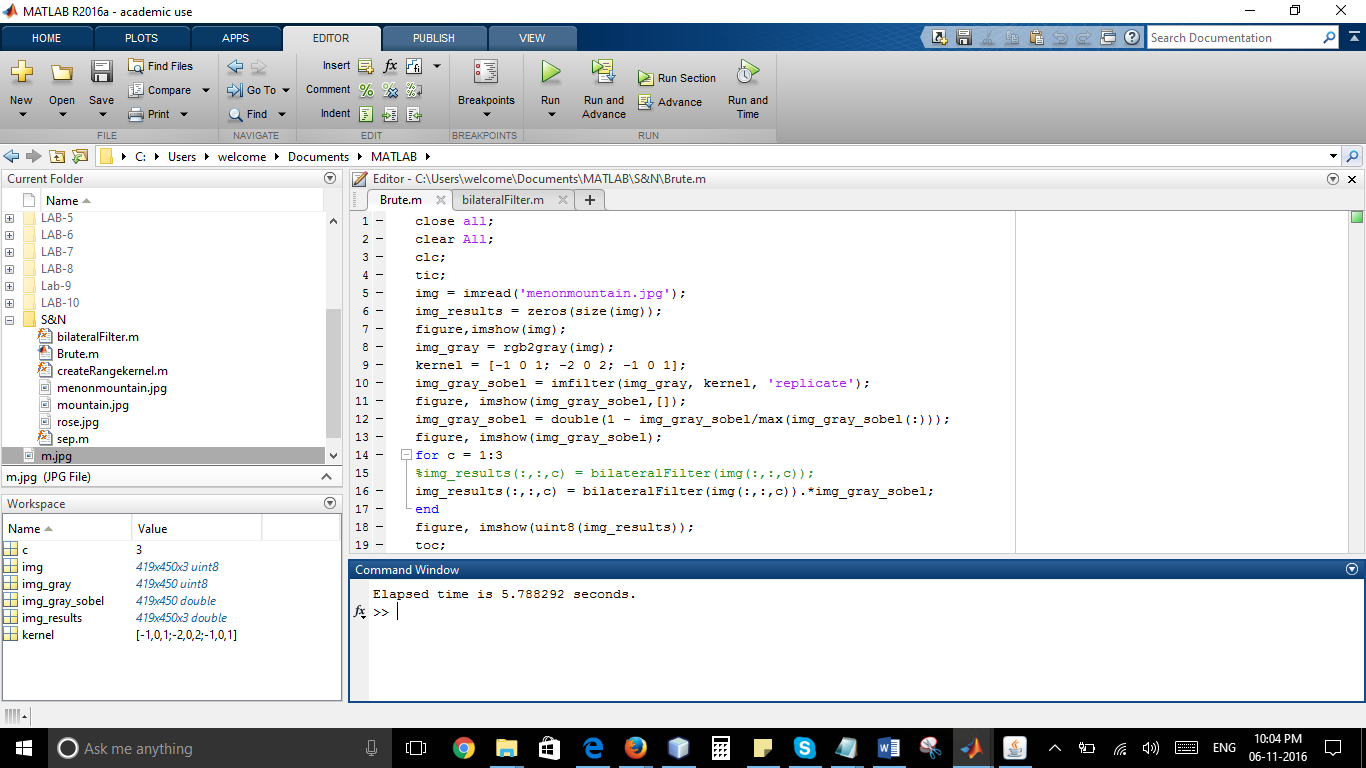 MATLAB R2016a - academic use
HOME PLOTS APPS EDITOR PUBLISH VIEW
Search Documentation
New Open Save Find Files Compare Print
Go To Find
Insert fx
Comment
Indent
Breakpoints
Run Run and Advance Run Section Advance Run and Time
FILE NAVIGATE EDIT BREAKPOINTS RUN
C: Users welcome Documents MATLAB
Current Folder
Name
LAB-5
LAB-6
LAB-7
LAB-8
Lab-9
LAB-10
S&N
bilateralFilter.m
Brute.m
createRangekernel.m
menonmountain.jpg
mountain.jpg
rose.jpg
sep.m
m.jpg
m.jpg (JPG File)
Workspace
Name Value
c 3
img 419x450x3 uint8
img_gray 419x450 uint8
img_gray_sobel 419x450 double
img_results 419x450x3 double
kernel [-1,0,1;-2,0,2;-1,0,1]
Editor - C:\Users\welcome\Documents\MATLAB\S&N\Brute.m
Brute.m bilateralFilter.m +
1 - close all;
2 - clear All;
3 - clc;
4 - tic;
5 - img = imread('menonmountain.jpg');
6 - img_results = zeros(size(img));
7 - figure,imshow(img);
8 - img_gray = rgb2gray(img);
9 - kernel = [-1 0 1; -2 0 2; -1 0 1];
10 - img_gray_sobel = imfilter(img_gray, kernel, 'replicate');
11 - figure, imshow(img_gray_sobel,[]);
12 - img_gray_sobel = double(1 - img_gray_sobel/max(img_gray_sobel(:)));
13 - figure, imshow(img_gray_sobel);
14 - for c = 1:3
15 %img_results(:,:,c) = bilateralFilter(img(:,:,c));
16 - img_results(:,:,c) = bilateralFilter(img(:,:,c)).*img_gray_sobel;
17 - end
18 - figure, imshow(uint8(img_results));
19 - toc;
Command Window
Elapsed time is 5.788292 seconds.
fx >>
Ask me anything
ENG
10:04 PM
06-11-2016